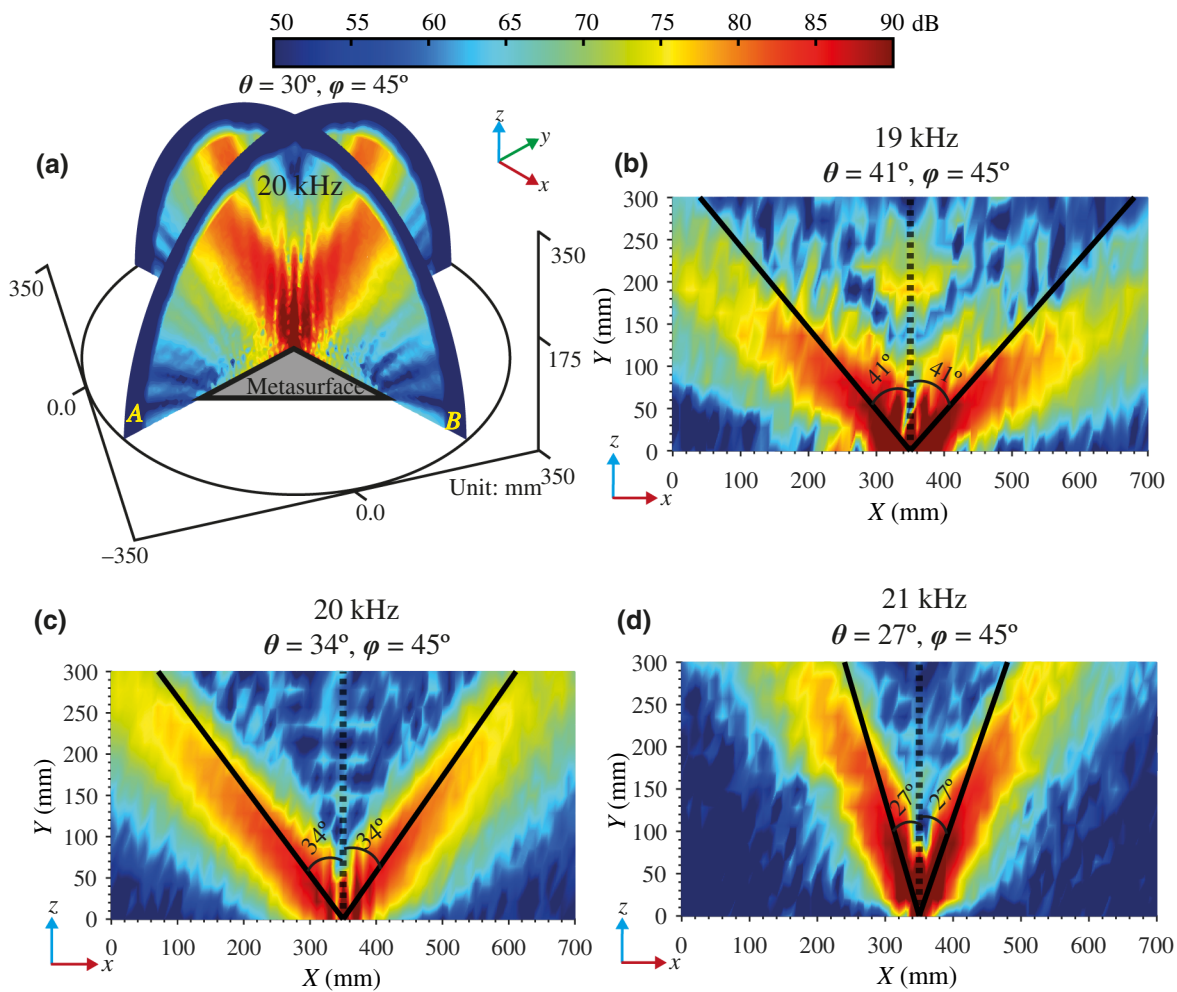 50 55 60 65 70 75 80 85 90 dB
θ = 30º, φ = 45º
(a)
20 kHz
z
y
x
350
0.0
−350
A
B
Metasurface
Unit: mm
0.0
350
350
175
(b)
19 kHz
θ = 41º, φ = 45º
300
250
200
150
100
50
0
Y (mm)
41º
41º
0 100 200 300 400 500 600 700
X (mm)
z
x
(c)
20 kHz
θ = 34º, φ = 45º
300
250
200
150
100
50
0
Y (mm)
34º
34º
0 100 200 300 400 500 600 700
X (mm)
z
x
(d)
21 kHz
θ = 27º, φ = 45º
300
250
200
150
100
50
0
Y (mm)
27º
27º
0 100 200 300 400 500 600 700
X (mm)
z
x